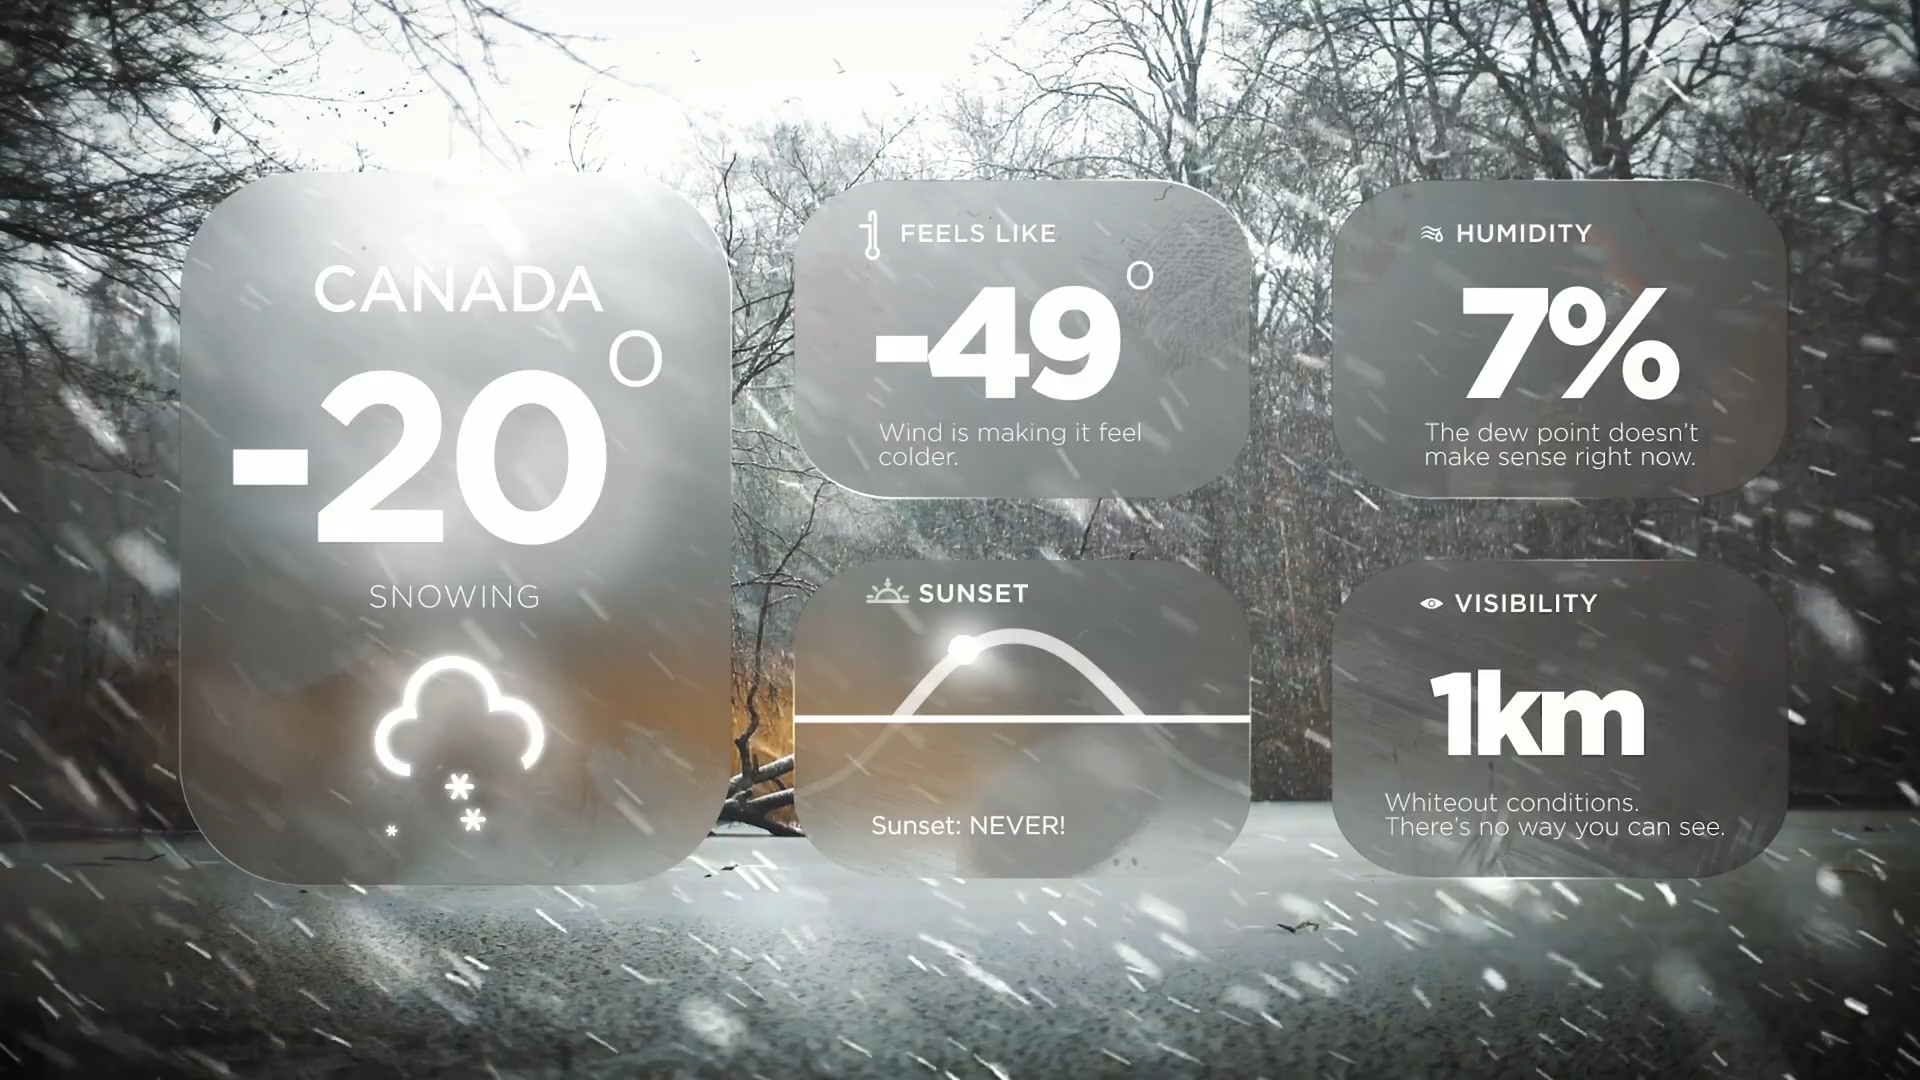 CANADA
-20°
SNOWING
FEELS LIKE
-49°
Wind is making it feel
colder.
HUMIDITY
7%
The dew point doesn't
make sense right now.
SUNSET
Sunset: NEVER!
VISIBILITY
1km
Whiteout conditions.
There's no way you can see.